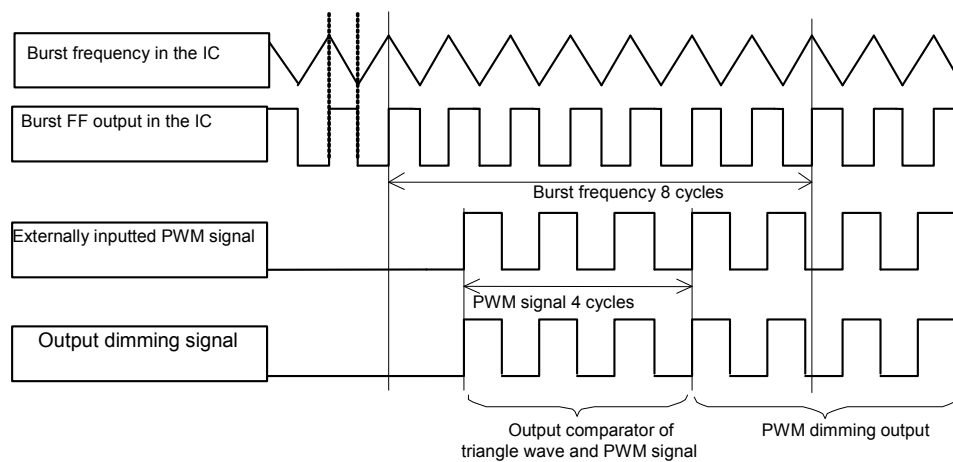 Burst frequency in the IC
Burst FF output in the IC
Burst frequency 8 cycles
Externally inputted PWM signal
PWM signal 4 cycles
Output dimming signal
Output comparator of
triangle wave and PWM signal
PWM dimming output